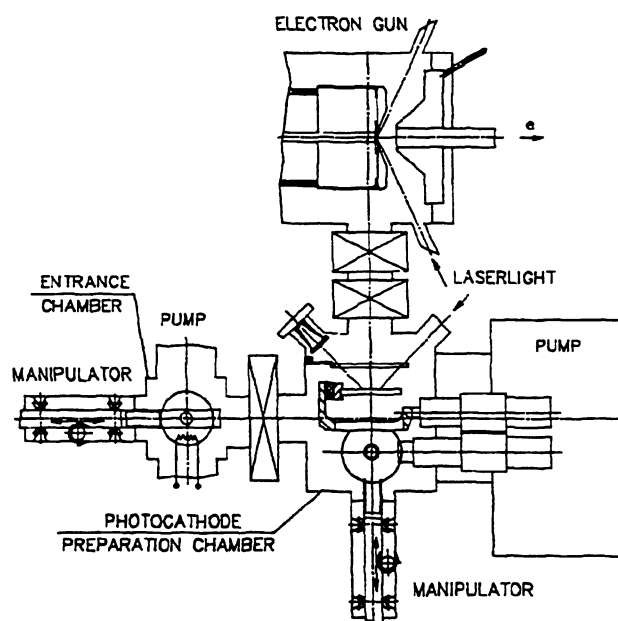 ELECTRON GUN
e
LASERLIGHT
ENTRANCE
CHAMBER
PUMP
PUMP
MANIPULATOR
PHOTOCATHODE
PREPARATION CHAMBER
MANIPULATOR